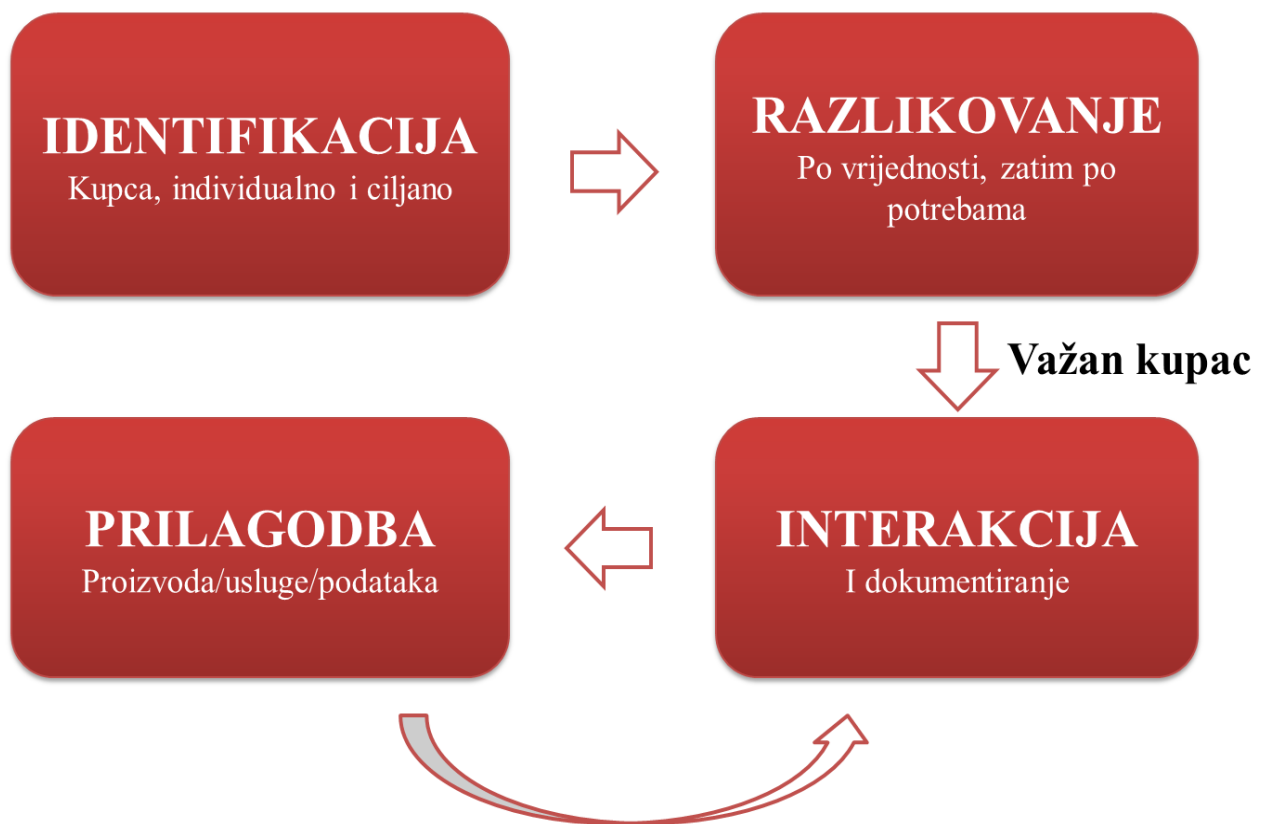 IDENTIFIKACIJA
Kupca, individualno i ciljano
RAZLIKOVANJE
Po vrijednosti, zatim po
potrebama
Važan kupac
PRILAGODBA
Proizvoda/usluge/podataka
INTERAKCIJA
I dokumentiranje